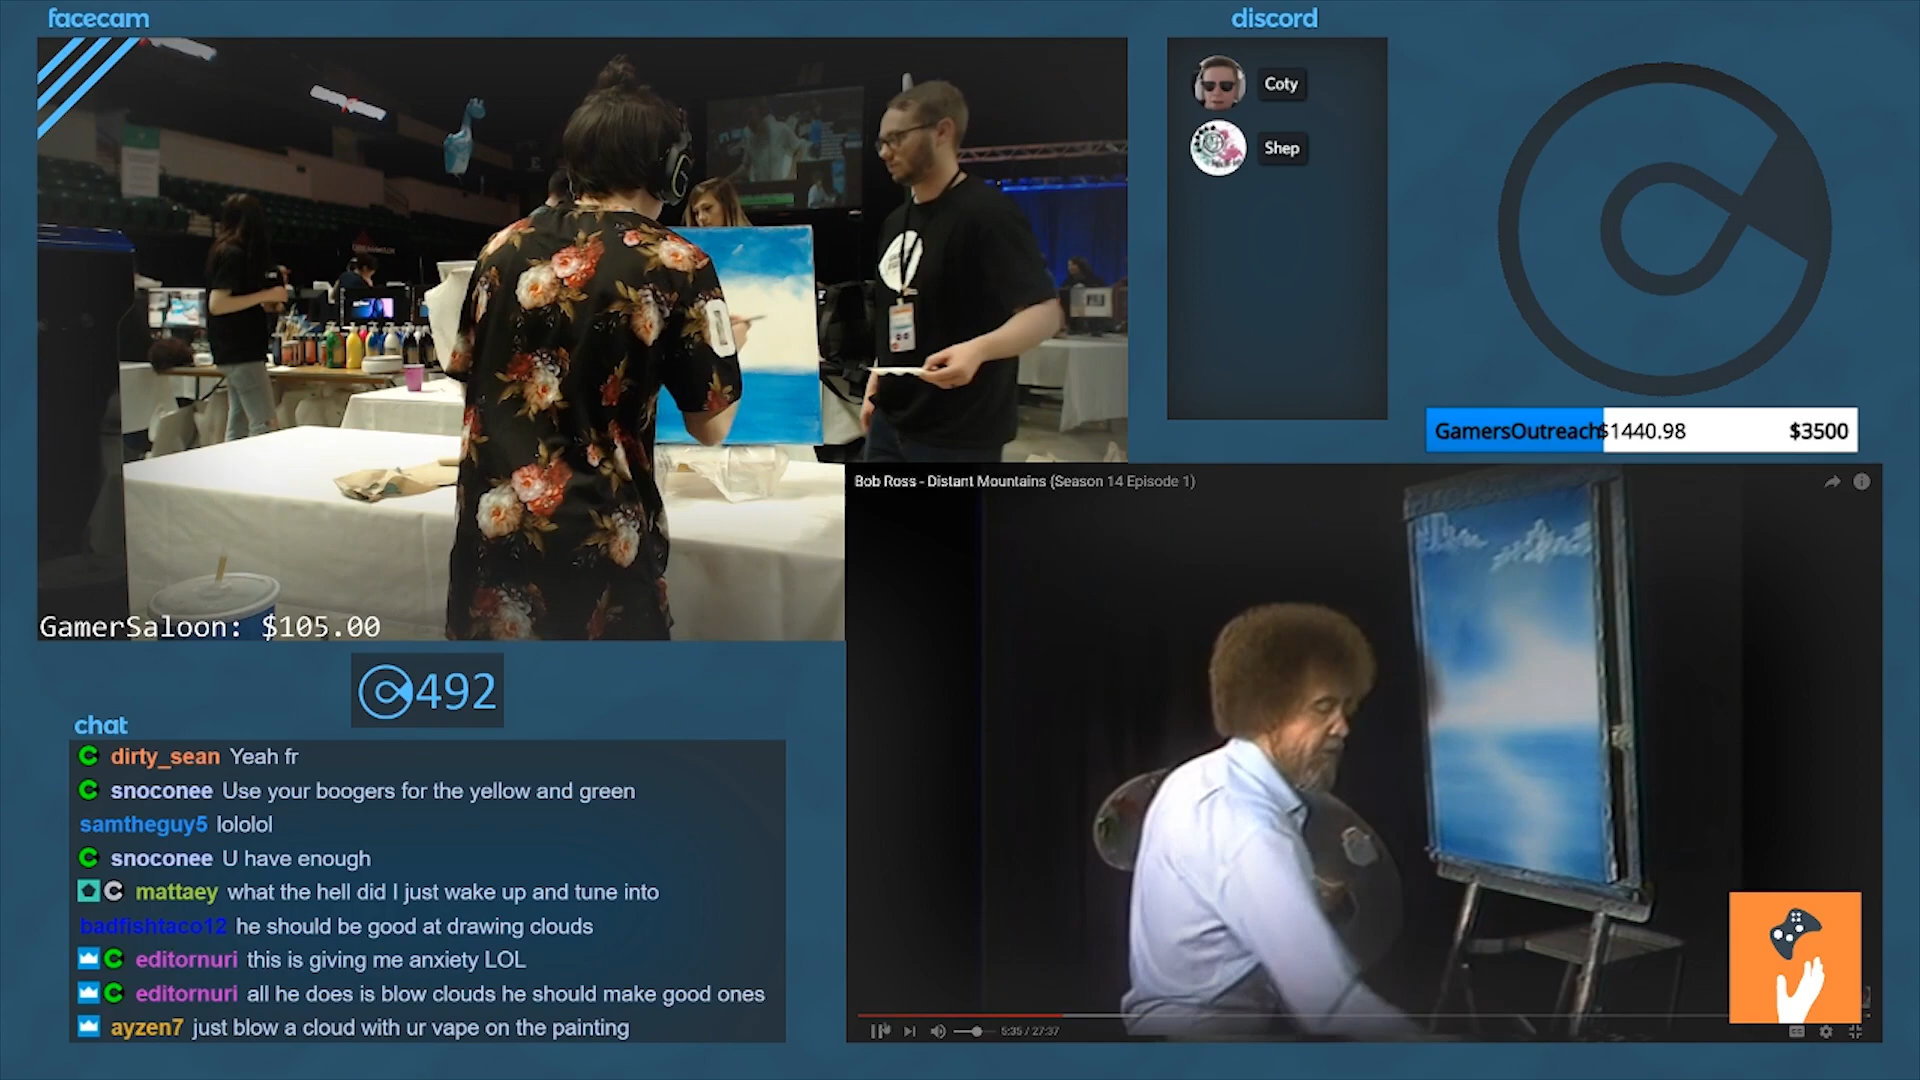 facecam
discord
Coty
Shep
GamersOutreach $1440.98 $3500
Bob Ross - Distant Mountains (Season 14 Episode 1)
GamerSaloon: $105.00
492
chat
dirty_sean Yeah fr
snoconee Use your boogers for the yellow and green
samtheguy5 lololol
snoconee U have enough
mattaey what the hell did I just wake up and tune into
badfishtaco12 he should be good at drawing clouds
editornuri this is giving me anxiety LOL
editornuri all he does is blow clouds he should make good ones
ayzen7 just blow a cloud with ur vape on the painting
5:35 / 27:37